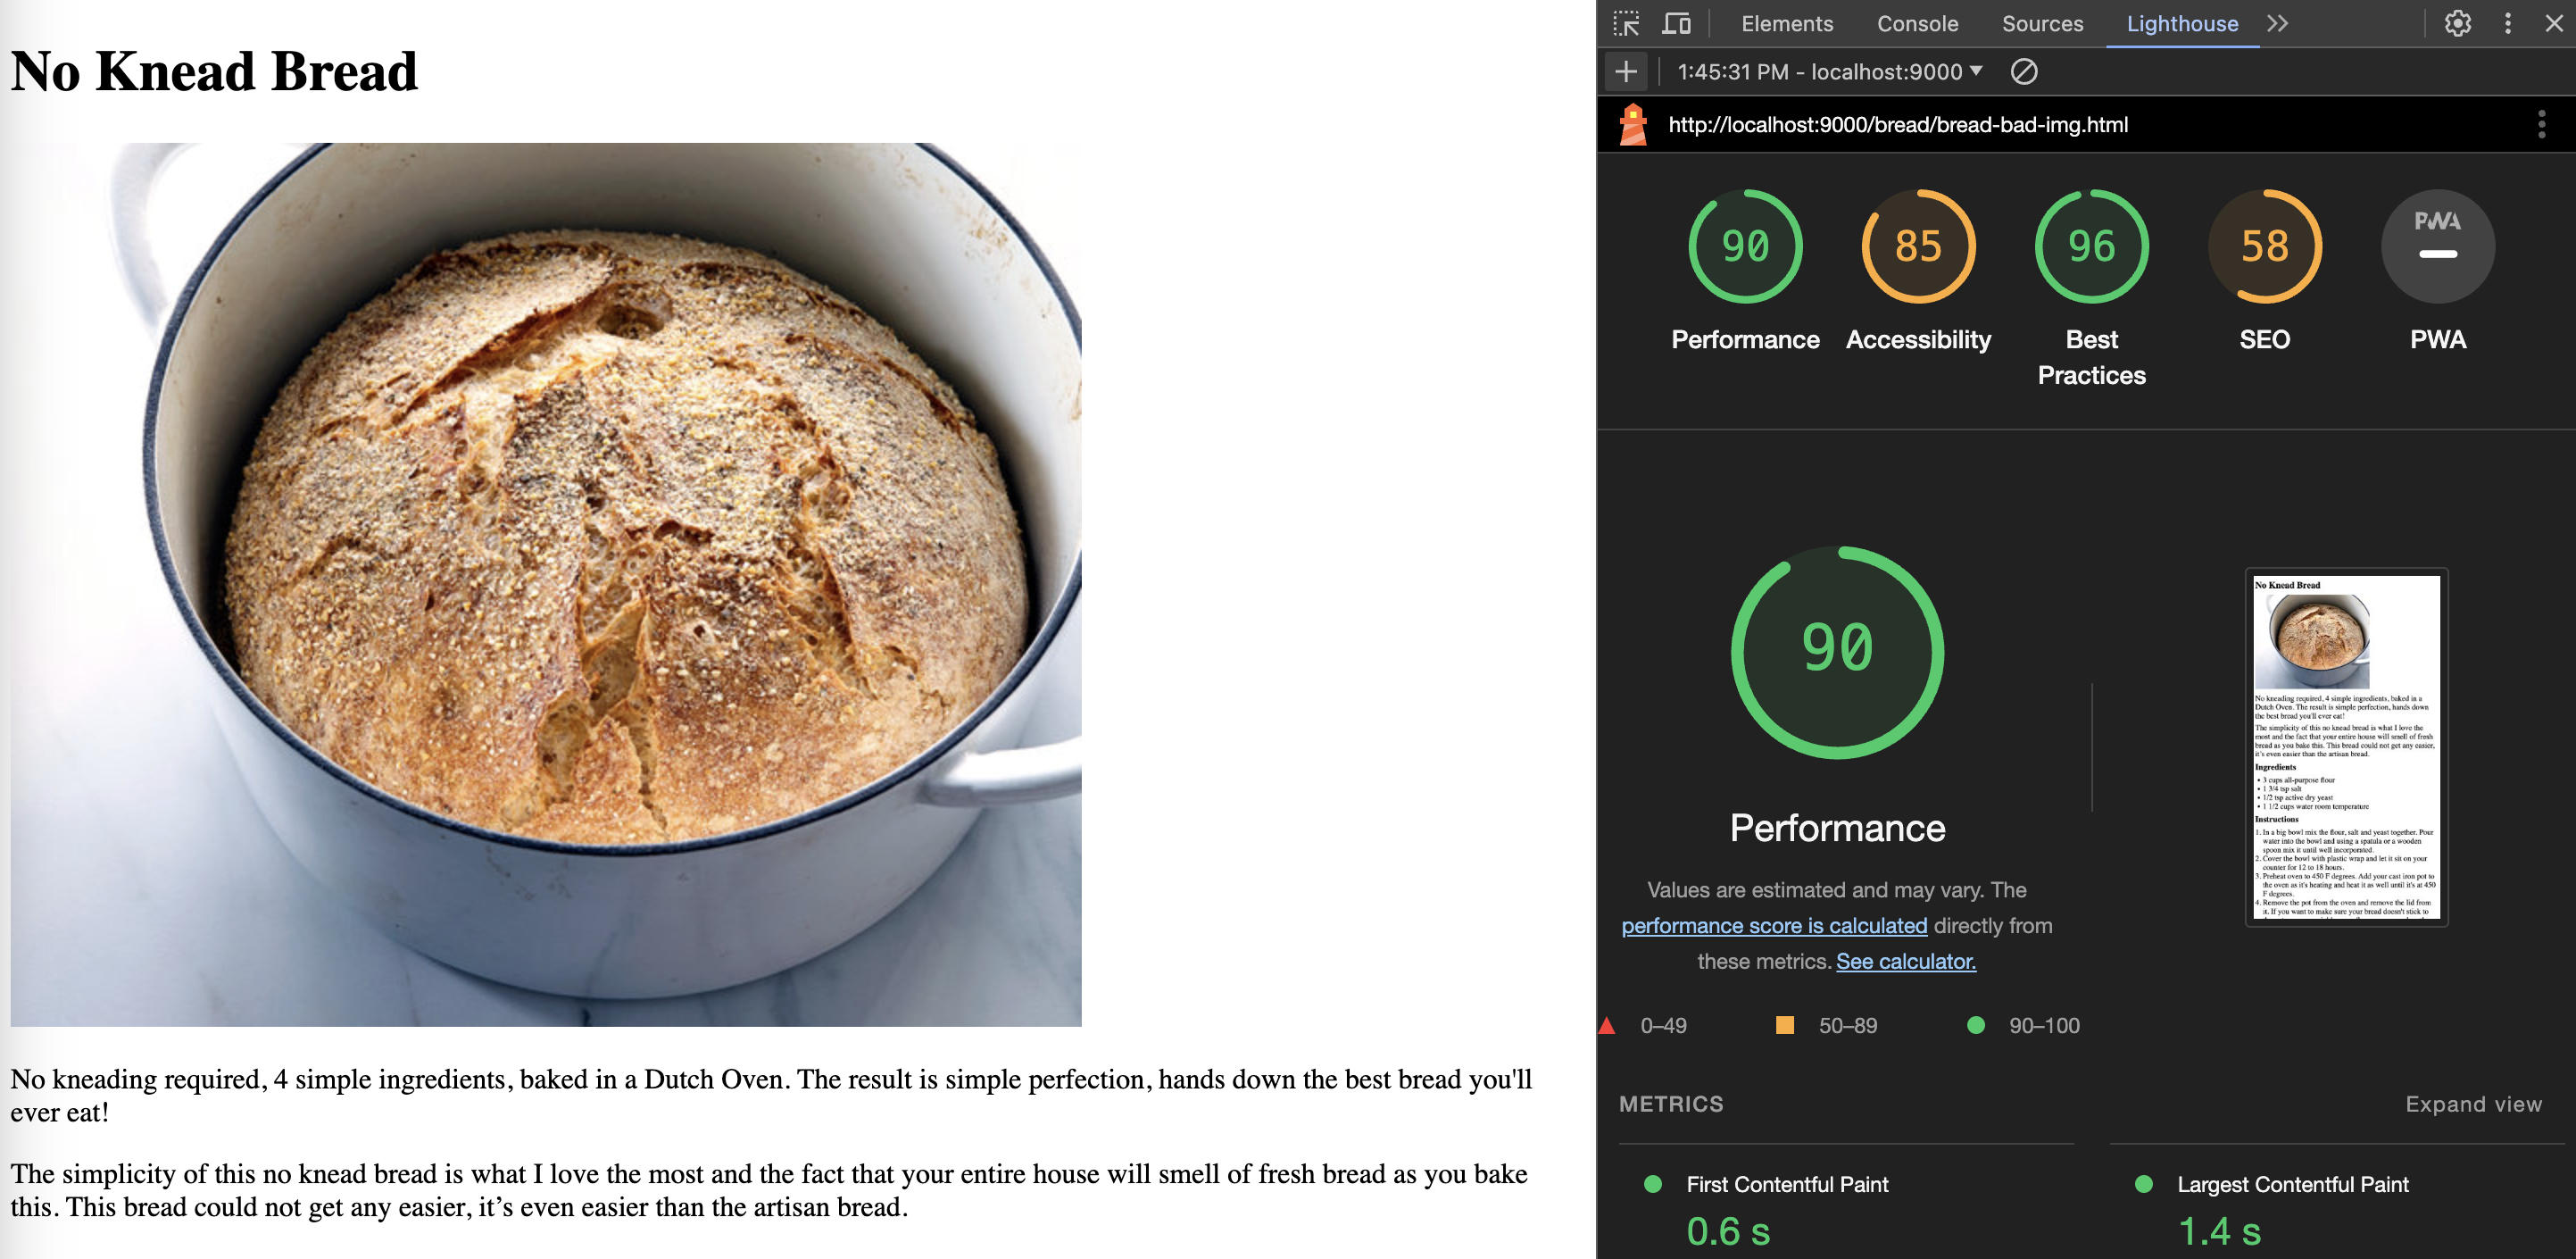 No Knead Bread
No kneading required, 4 simple ingredients, baked in a Dutch Oven. The result is simple perfection, hands down the best bread you'll
ever eat!
The simplicity of this no knead bread is what I love the most and the fact that your entire house will smell of fresh bread as you bake
this. This bread could not get any easier, it’s even easier than the artisan bread.
Elements Console Sources Lighthouse
1:45:31 PM - localhost:9000
http://localhost:9000/bread/bread-bad-img.html
90 85 96 58 PWA
Performance Accessibility Best SEO PWA
Practices
90
Performance
Values are estimated and may vary. The
performance score is calculated directly from
these metrics. See calculator.
0–49 50–89 90–100
No Knead Bread
No kneading required, 4 simple ingredients, baked in a
Dutch Oven. The result is simple perfection, hands down
the best bread you'll ever eat!
The simplicity of this no knead bread is what I love the
most and the fact that your entire house will smell of fresh
bread as you bake this. This bread could not get any easier,
it’s even easier than the artisan bread.
Ingredients
• 3 cups all-purpose flour
• 1 3/4 tsp salt
• 1/2 tsp active dry yeast
• 1 1/2 cups water room temperature
Instructions
1. In a big bowl mix the flour, salt and yeast together. Pour
water into the bowl and using a spatula or a wooden
spoon mix it until well incorporated.
2. Cover the bowl with plastic wrap and let it sit on your
counter for 12 to 18 hours.
3. Preheat oven to 450 F degrees. Add your cast iron pot to
the oven as it's heating and heat it as well until it's at 450
F degrees.
4. Remove the pot from the oven and remove the lid from
it. If you want to make sure your bread doesn't stick to
METRICS Expand view
First Contentful Paint Largest Contentful Paint
0.6 s 1.4 s